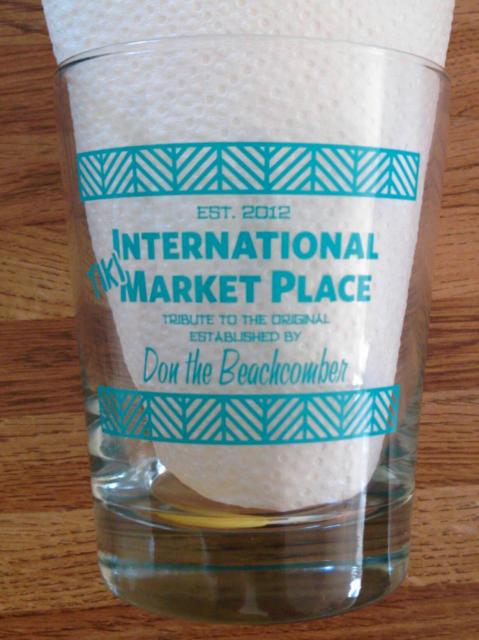 EST. 2012
TIKI INTERNATIONAL
MARKET PLACE
TRIBUTE TO THE ORIGINAL
ESTABLISHED BY
Don the Beachcomber